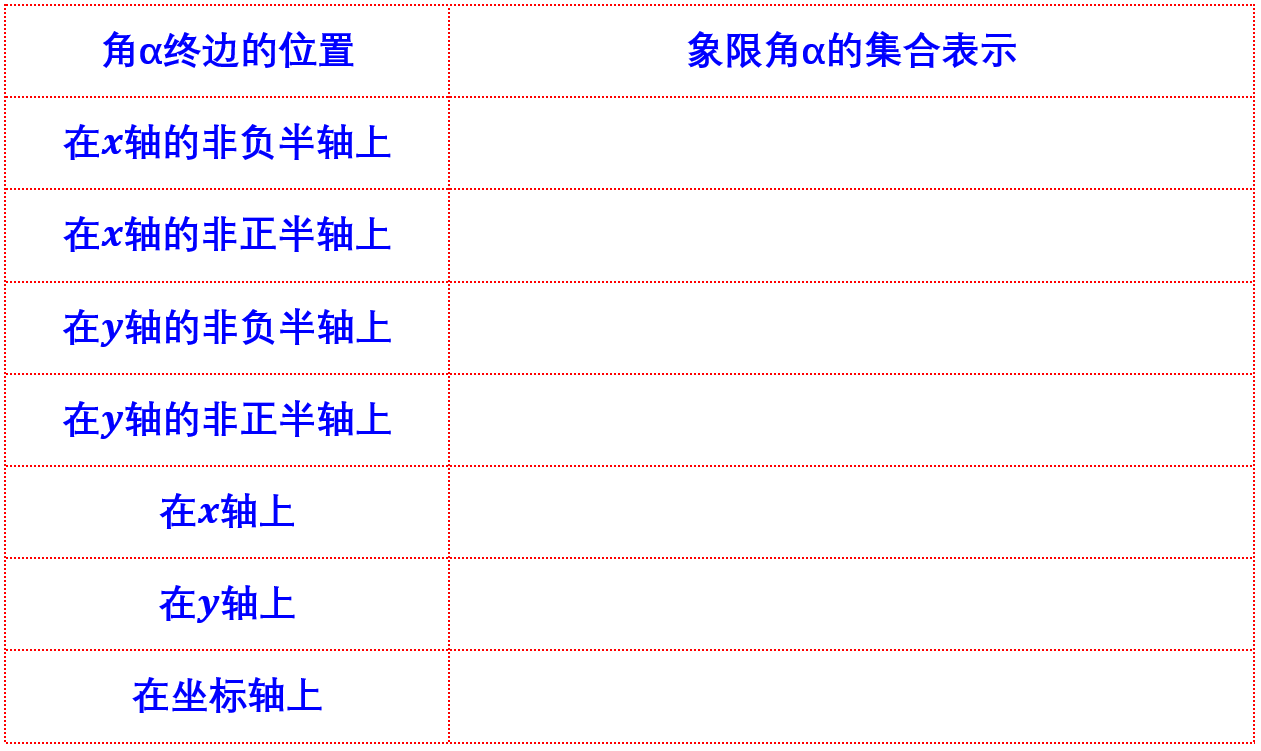 角α终边的位置 象限角α的集合表示
在x轴的非负半轴上
在x轴的非正半轴上
在y轴的非负半轴上
在y轴的非正半轴上
在x轴上
在y轴上
在坐标轴上